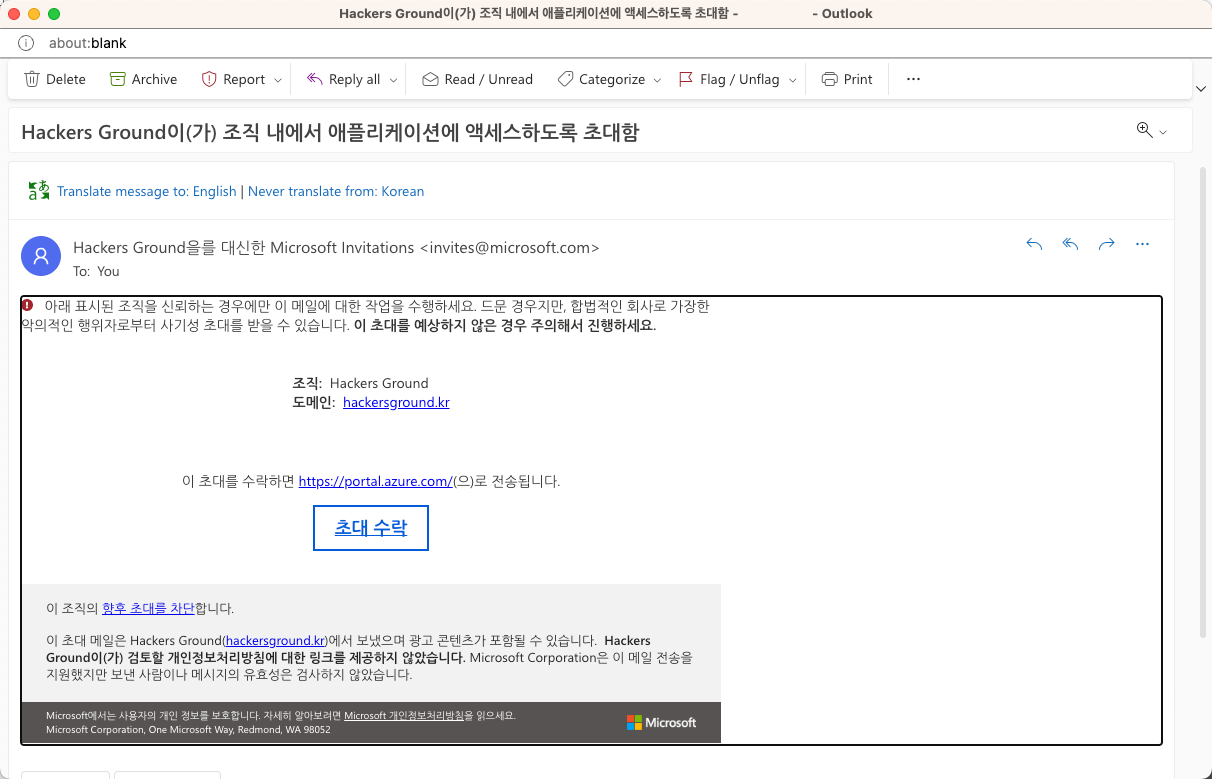 Hackers Ground이(가) 조직 내에서 애플리케이션에 액세스하도록 초대함 - - Outlook
about:blank
Delete Archive Report Reply all Read / Unread Categorize Flag / Unflag Print ...
Hackers Ground이(가) 조직 내에서 애플리케이션에 액세스하도록 초대함
Translate message to: English | Never translate from: Korean
Hackers Ground을를 대신한 Microsoft Invitations <invites@microsoft.com>
To: You
아래 표시된 조직을 신뢰하는 경우에만 이 메일에 대한 작업을 수행하세요. 드문 경우지만, 합법적인 회사로 가장한
악의적인 행위자로부터 사기성 초대를 받을 수 있습니다. 이 초대를 예상하지 않은 경우 주의해서 진행하세요.
조직: Hackers Ground
도메인: hackersground.kr
이 초대를 수락하면 https://portal.azure.com/(으)로 전송됩니다.
초대 수락
이 조직의 향후 초대를 차단합니다.
이 초대 메일은 Hackers Ground(hackersground.kr)에서 보냈으며 광고 콘텐츠가 포함될 수 있습니다. Hackers
Ground이(가) 검토할 개인정보처리방침에 대한 링크를 제공하지 않았습니다. Microsoft Corporation은 이 메일 전송을
지원했지만 보낸 사람이나 메시지의 유효성은 검사하지 않았습니다.
Microsoft에서는 사용자의 개인 정보를 보호합니다. 자세히 알아보려면 Microsoft 개인정보처리방침을 읽으세요.
Microsoft Corporation, One Microsoft Way, Redmond, WA 98052
Microsoft